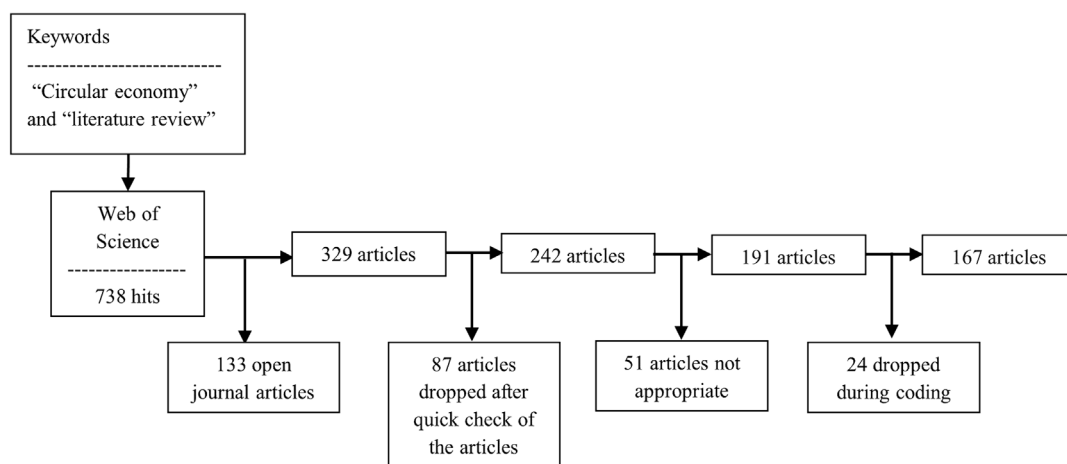 Keywords
-----------------------------
“Circular economy”
and “literature review”
Web of
Science
------------------
738 hits
329 articles
242 articles
191 articles
167 articles
133 open
journal articles
87 articles
dropped after
quick check of
the articles
51 articles not
appropriate
24 dropped
during coding